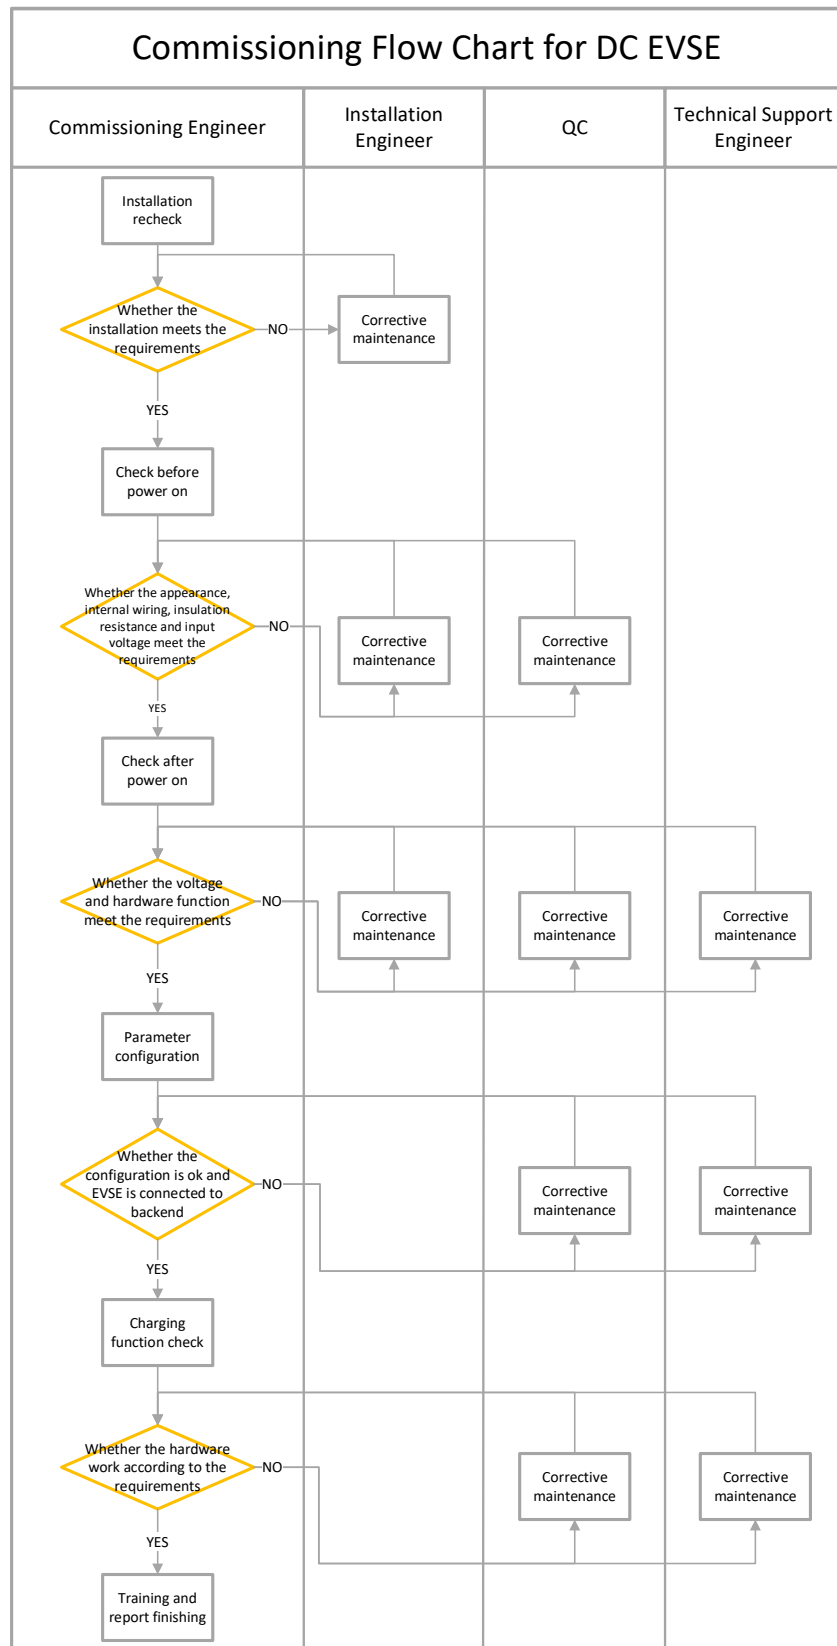 Commissioning Flow Chart for DC EVSE
Commissioning Engineer
Installation
Engineer
QC
Technical Support
Engineer
Installation
recheck
Whether the
installation meets the
requirements
NO
Corrective
maintenance
YES
Check before
power on
Whether the appearance,
internal wiring, insulation
resistance and input
voltage meet the
requirements
NO
Corrective
maintenance
Corrective
maintenance
YES
Check after
power on
Whether the voltage
and hardware function
meet the requirements
NO
Corrective
maintenance
Corrective
maintenance
Corrective
maintenance
YES
Parameter
configuration
Whether the
configuration is ok and
EVSE is connected to
backend
NO
Corrective
maintenance
Corrective
maintenance
YES
Charging
function check
Whether the hardware
work according to the
requirements
NO
Corrective
maintenance
Corrective
maintenance
YES
Training and
report finishing